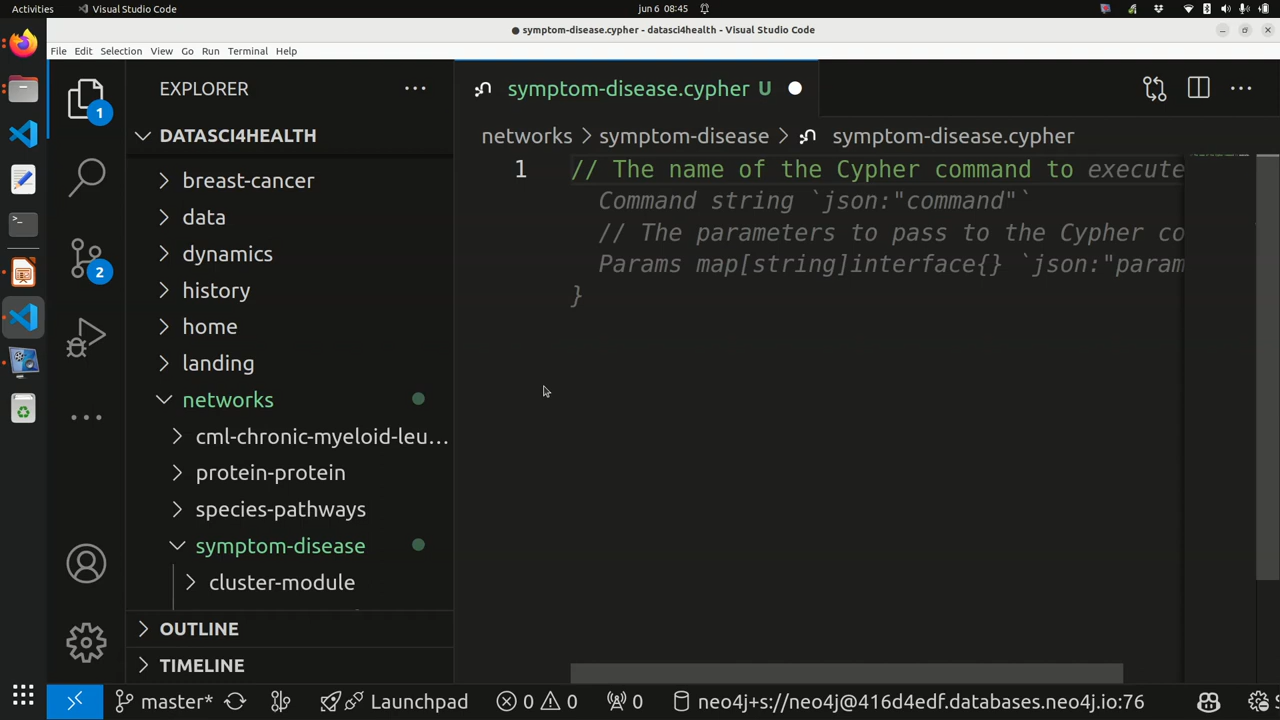 Activities Visual Studio Code jun 6 08:45
symptom-disease.cypher - datasci4health - Visual Studio Code
File Edit Selection View Go Run Terminal Help
EXPLORER
1
DATASCI4HEALTH
breast-cancer
data
dynamics
history
home
landing
networks
cml-chronic-myeloid-leu...
protein-protein
species-pathways
symptom-disease
cluster-module
OUTLINE
TIMELINE
symptom-disease.cypher U
networks > symptom-disease > symptom-disease.cypher
1 // The name of the Cypher command to execute
Command string `json:"command"`
// The parameters to pass to the Cypher co
Params map[string]interface{} `json:"param
}
2
master* Launchpad 0 0 0 neo4j+s://neo4j@416d4edf.databases.neo4j.io:76